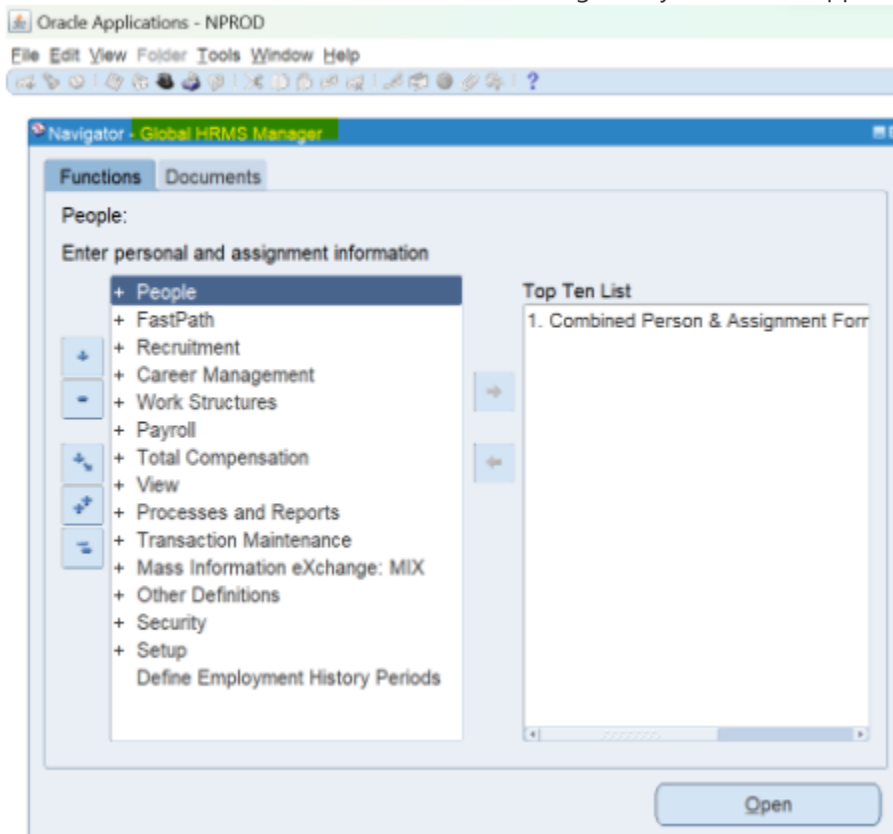 Oracle Applications - NPROD
File Edit View Folder Tools Window Help
Navigator - Global HRMS Manager
Functions Documents
People:
Enter personal and assignment information
+ People
+ FastPath
+ Recruitment
+ Career Management
+ Work Structures
+ Payroll
+ Total Compensation
+ View
+ Processes and Reports
+ Transaction Maintenance
+ Mass Information eXchange: MIX
+ Other Definitions
+ Security
+ Setup
Define Employment History Periods
Top Ten List
1. Combined Person & Assignment Forr
Open